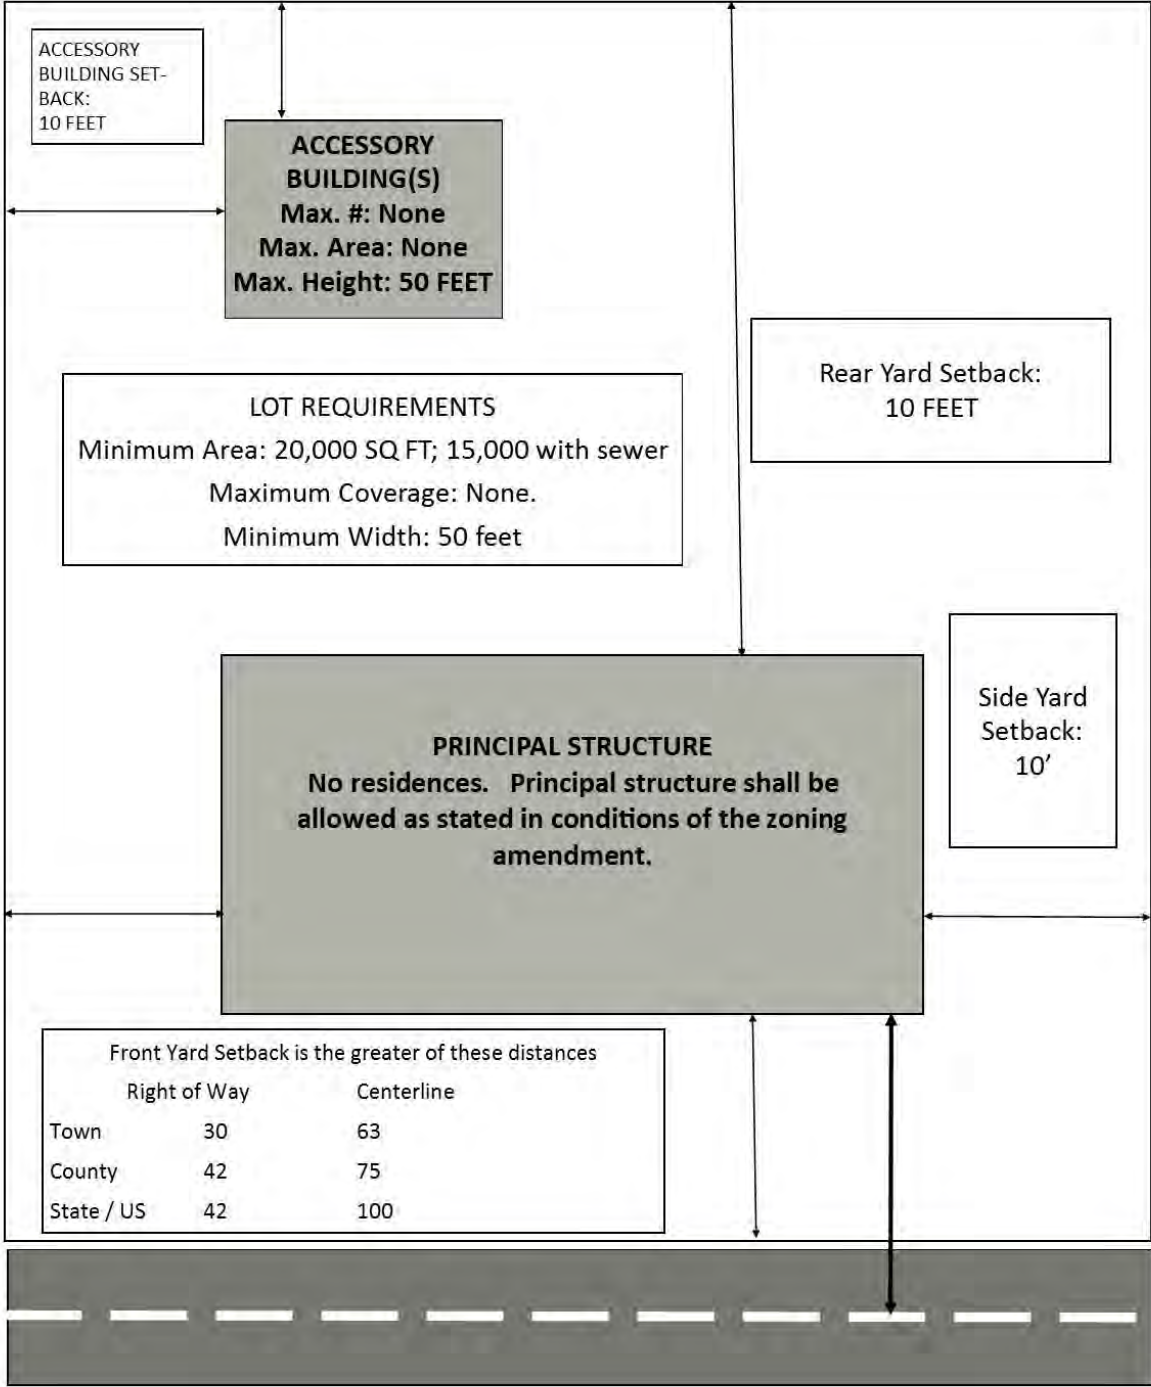 ACCESSORY
BUILDING SET-
BACK:
10 FEET
ACCESSORY
BUILDING(S)
Max. #: None
Max. Area: None
Max. Height: 50 FEET
Rear Yard Setback:
10 FEET
LOT REQUIREMENTS
Minimum Area: 20,000 SQ FT; 15,000 with sewer
Maximum Coverage: None.
Minimum Width: 50 feet
Side Yard
Setback:
10’
PRINCIPAL STRUCTURE
No residences. Principal structure shall be
allowed as stated in conditions of the zoning
amendment.
Front Yard Setback is the greater of these distances
Right of Way Centerline
Town 30 63
County 42 75
State / US 42 100